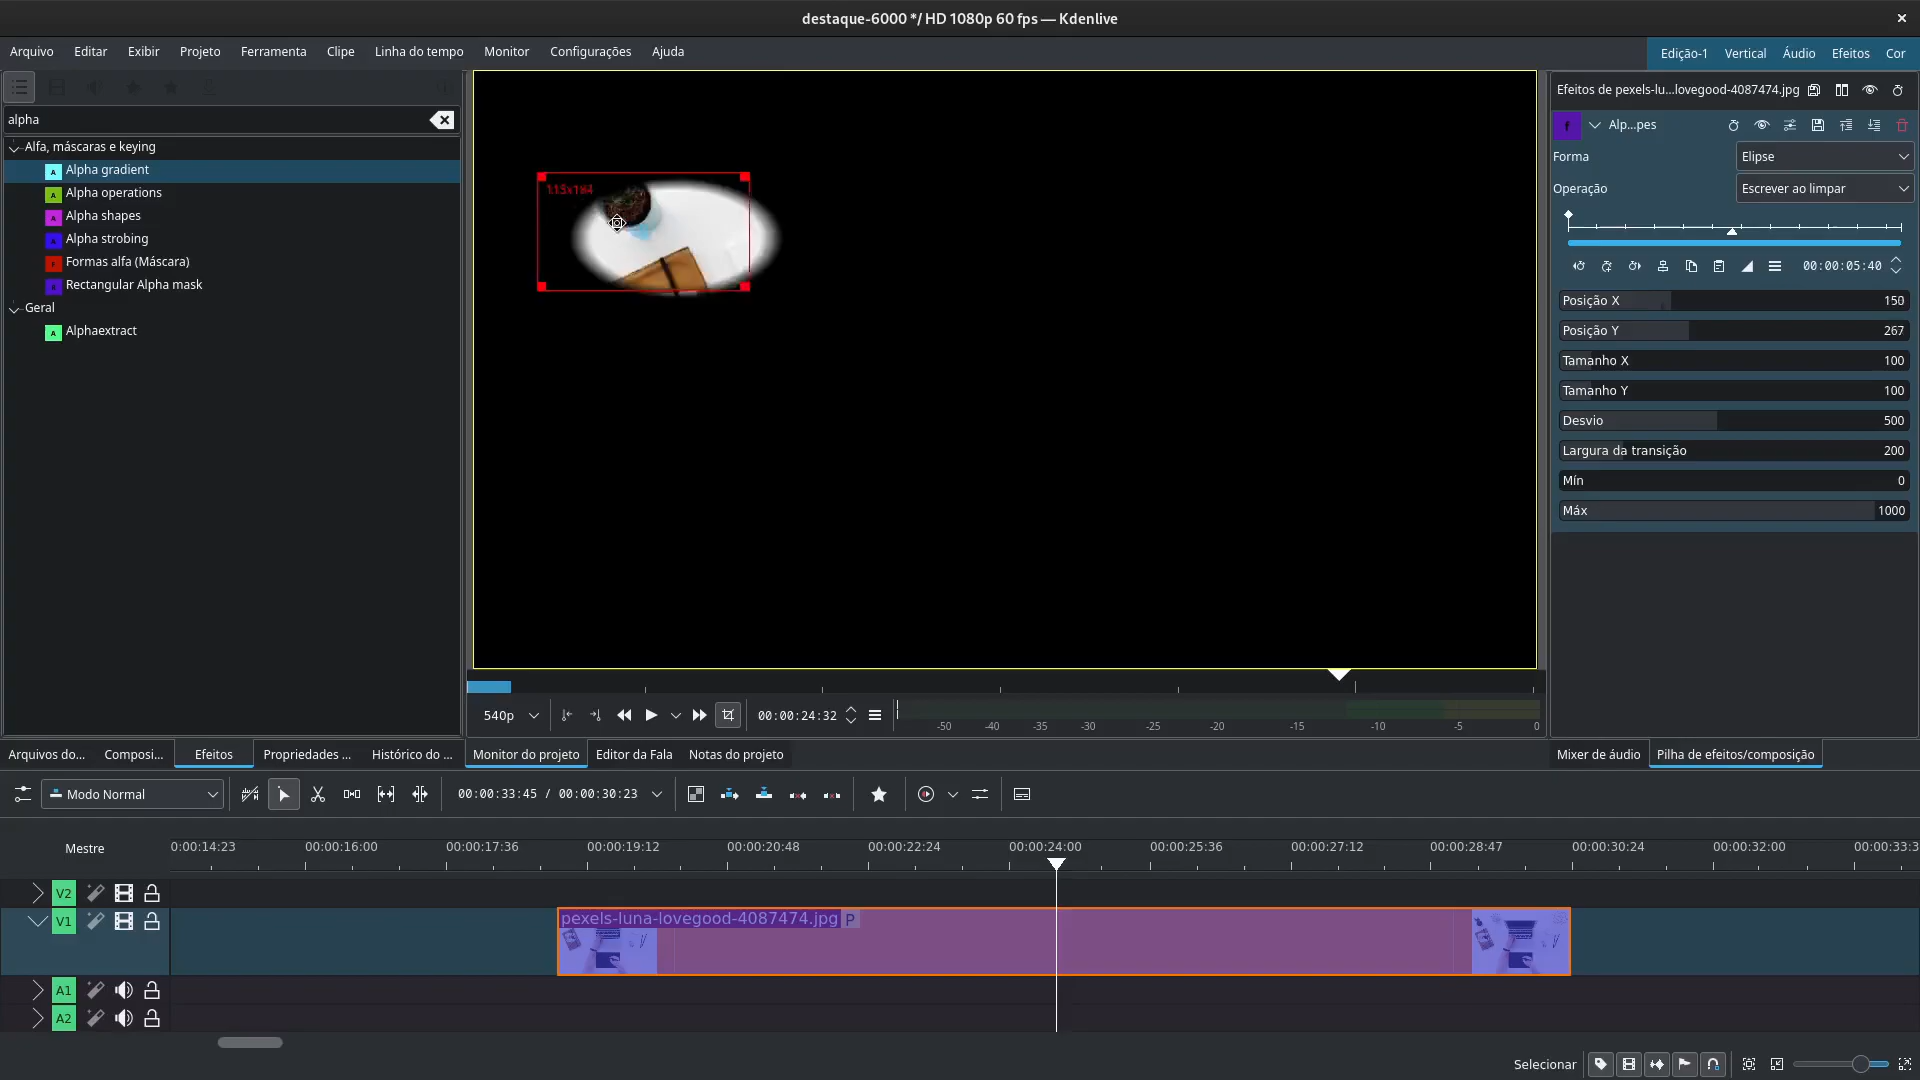 destaque-6000 */ HD 1080p 60 fps — Kdenlive
Arquivo Editar Exibir Projeto Ferramenta Clipe Linha do tempo Monitor Configurações Ajuda
Edição-1 Vertical Áudio Efeitos Cor
alpha
Alfa, máscaras e keying
Alpha gradient
Alpha operations
Alpha shapes
Alpha strobing
Formas alfa (Máscara)
Rectangular Alpha mask
Geral
Alphaextract
Efeitos de pexels-lu...lovegood-4087474.jpg
Alp...pes
Forma Elipse
Operação Escrever ao limpar
00:00:05:40
Posição X 150
Posição Y 267
Tamanho X 100
Tamanho Y 100
Desvio 500
Largura da transição 200
Mín 0
Máx 1000
540p 00:00:24:32
-50 -40 -35 -30 -25 -20 -15 -10 -5 0
Arquivos do... Composi... Efeitos Propriedades ... Histórico do ... Monitor do projeto Editor da Fala Notas do projeto Mixer de áudio Pilha de efeitos/composição
Modo Normal 00:00:33:45 / 00:00:30:23
Mestre 0:00:14:23 00:00:16:00 00:00:17:36 00:00:19:12 00:00:20:48 00:00:22:24 00:00:24:00 00:00:25:36 00:00:27:12 00:00:28:47 00:00:30:24 00:00:32:00 00:00:33:3
V2
V1 pexels-luna-lovegood-4087474.jpg P
A1
A2
Selecionar